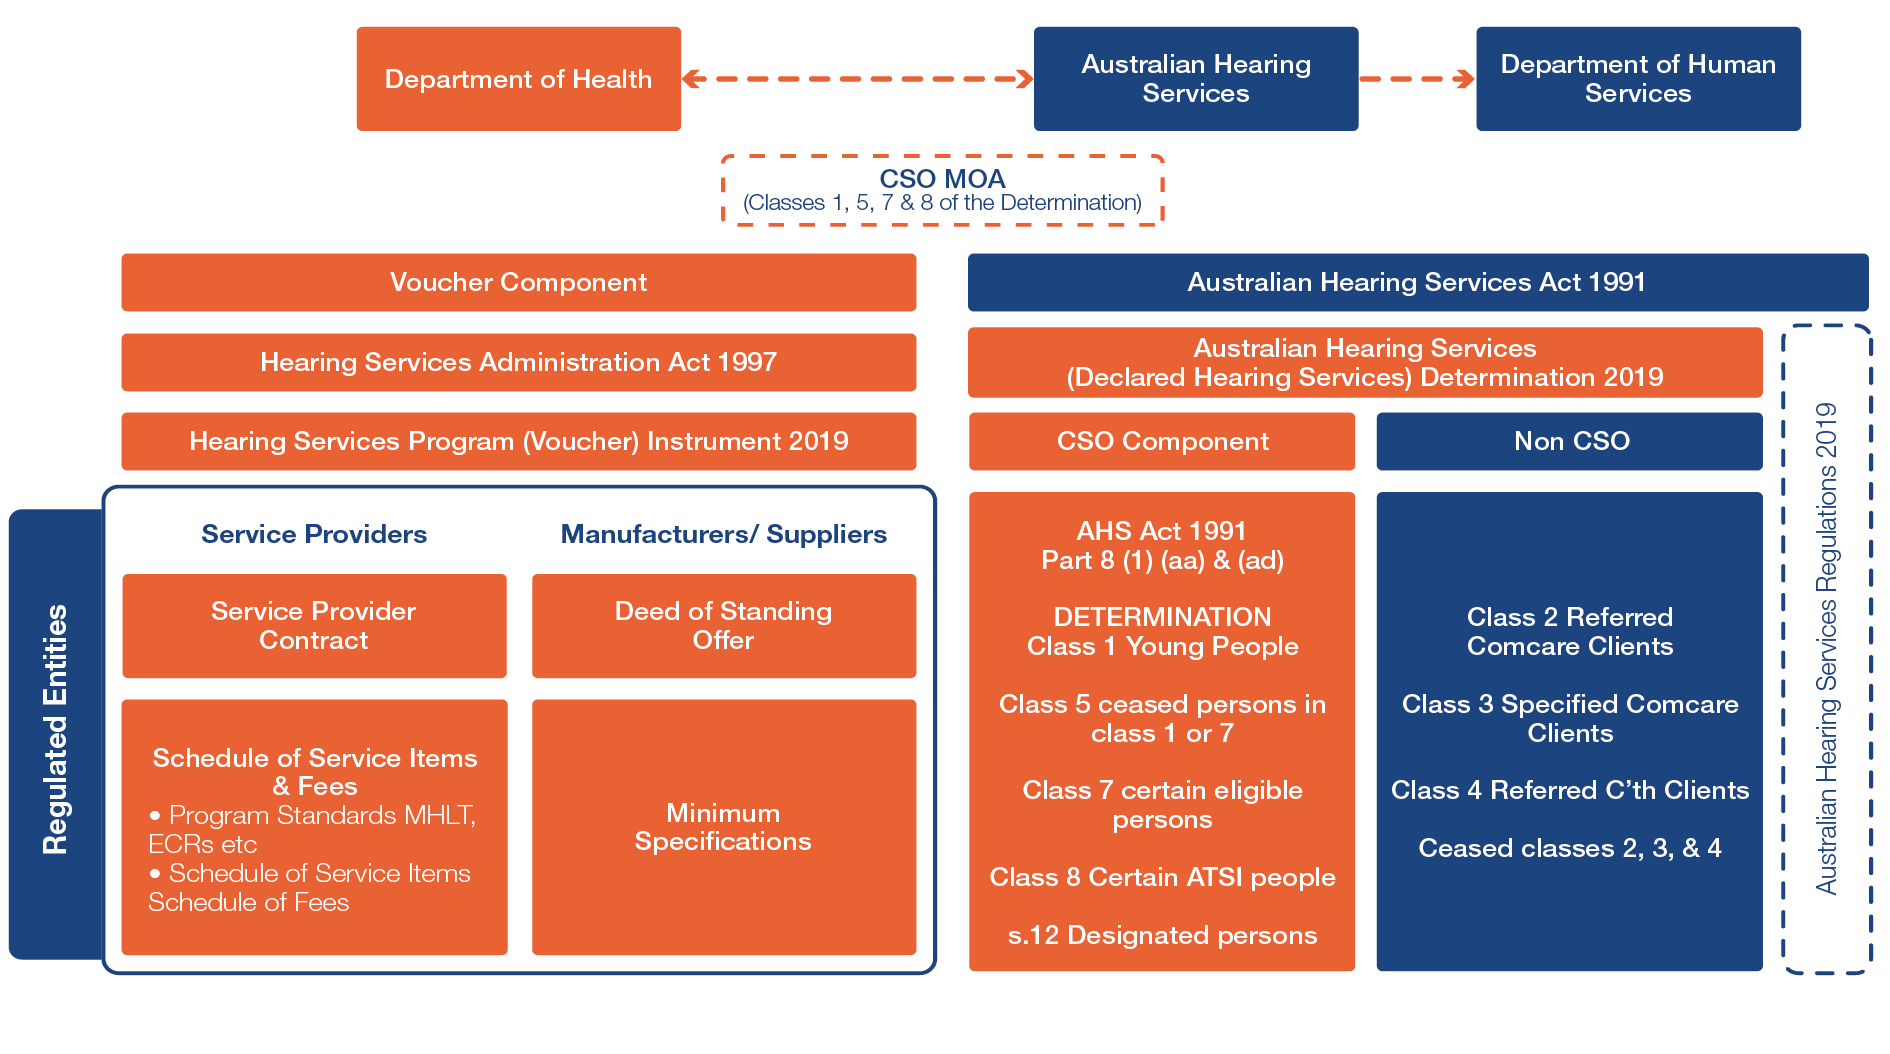 Department of Health
Australian Hearing
Services
Department of Human
Services
CSO MOA
(Classes 1, 5, 7 & 8 of the Determination)
Voucher Component
Hearing Services Administration Act 1997
Hearing Services Program (Voucher) Instrument 2019
Regulated Entities
Service Providers
Service Provider
Contract
Schedule of Service Items
& Fees
• Program Standards MHLT,
ECRs etc
• Schedule of Service Items
Schedule of Fees
Manufacturers/ Suppliers
Deed of Standing
Offer
Minimum
Specifications
Australian Hearing Services Act 1991
Australian Hearing Services
(Declared Hearing Services) Determination 2019
CSO Component
AHS Act 1991
Part 8 (1) (aa) & (ad)
DETERMINATION
Class 1 Young People
Class 5 ceased persons in
class 1 or 7
Class 7 certain eligible
persons
Class 8 Certain ATSI people
s.12 Designated persons
Non CSO
Class 2 Referred
Comcare Clients
Class 3 Specified Comcare
Clients
Class 4 Referred C’th Clients
Ceased classes 2, 3, & 4
Australian Hearing Services Regulations 2019